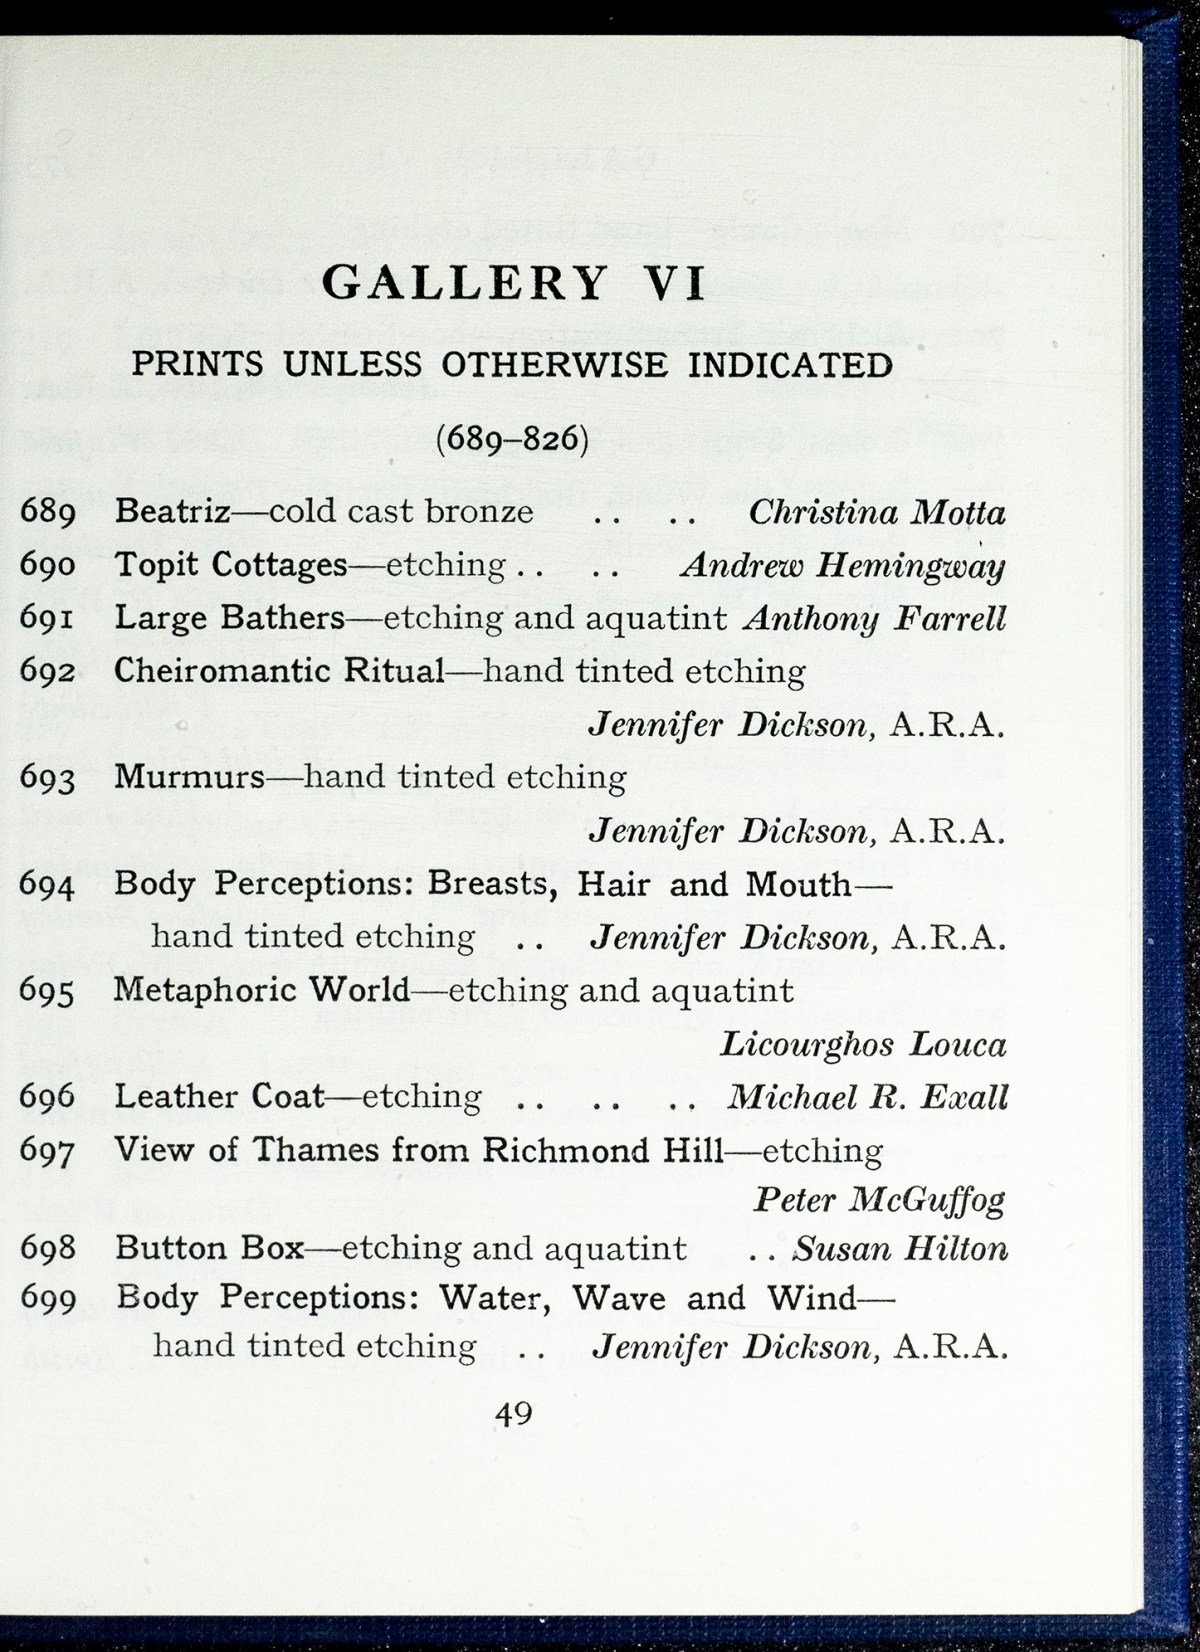 GALLERY VI
PRINTS UNLESS OTHERWISE INDICATED
(689–826)
689 Beatriz—cold cast bronze .. .. Christina Motta
690 Topit Cottages—etching .. .. Andrew Hemingway
691 Large Bathers—etching and aquatint Anthony Farrell
692 Cheiromantic Ritual—hand tinted etching
Jennifer Dickson, A.R.A.
693 Murmurs—hand tinted etching
Jennifer Dickson, A.R.A.
694 Body Perceptions: Breasts, Hair and Mouth—
hand tinted etching .. Jennifer Dickson, A.R.A.
695 Metaphoric World—etching and aquatint
Licourghos Louca
696 Leather Coat—etching .. .. .. Michael R. Exall
697 View of Thames from Richmond Hill—etching
Peter McGuffog
698 Button Box—etching and aquatint .. Susan Hilton
699 Body Perceptions: Water, Wave and Wind—
hand tinted etching .. Jennifer Dickson, A.R.A.
49